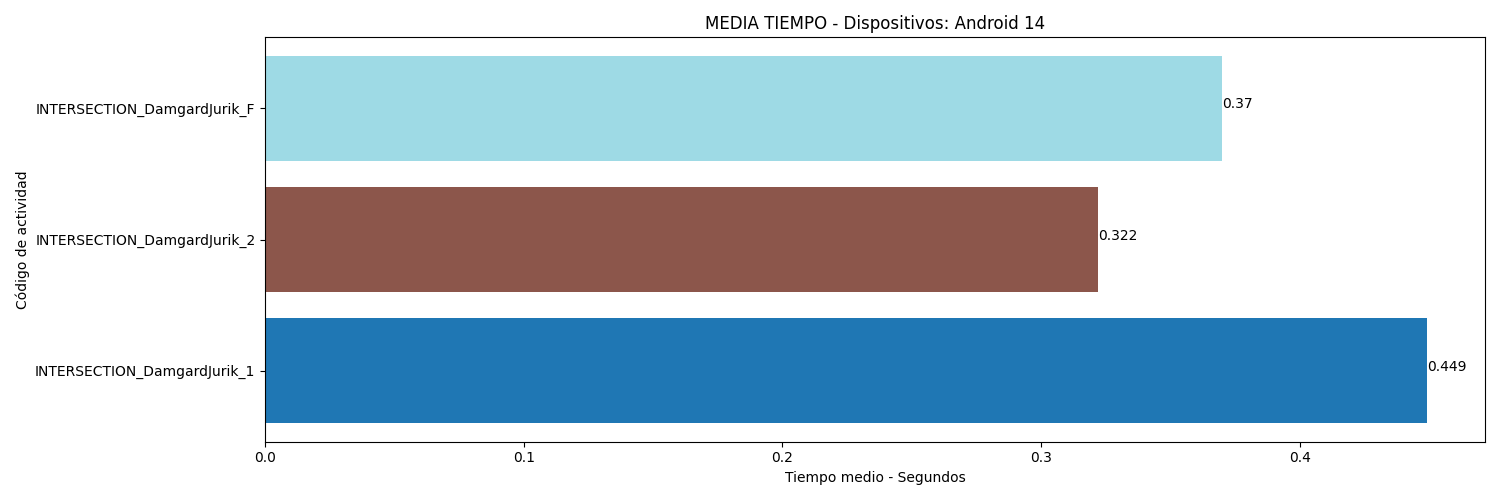 MEDIA TIEMPO - Dispositivos: Android 14
Código de actividad
INTERSECTION_DamgardJurik_F
0.37
INTERSECTION_DamgardJurik_2
0.322
INTERSECTION_DamgardJurik_1
0.449
0.0 0.1 0.2 0.3 0.4
Tiempo medio - Segundos